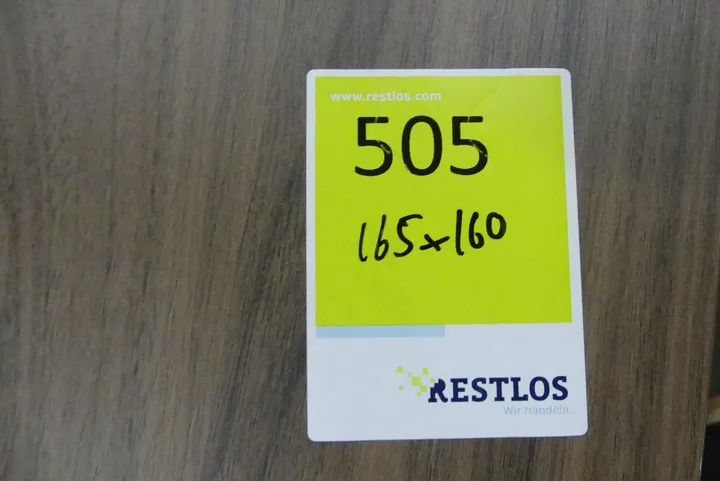 www.restlos.com
505
165x160
RESTLOS
Wir handeln.